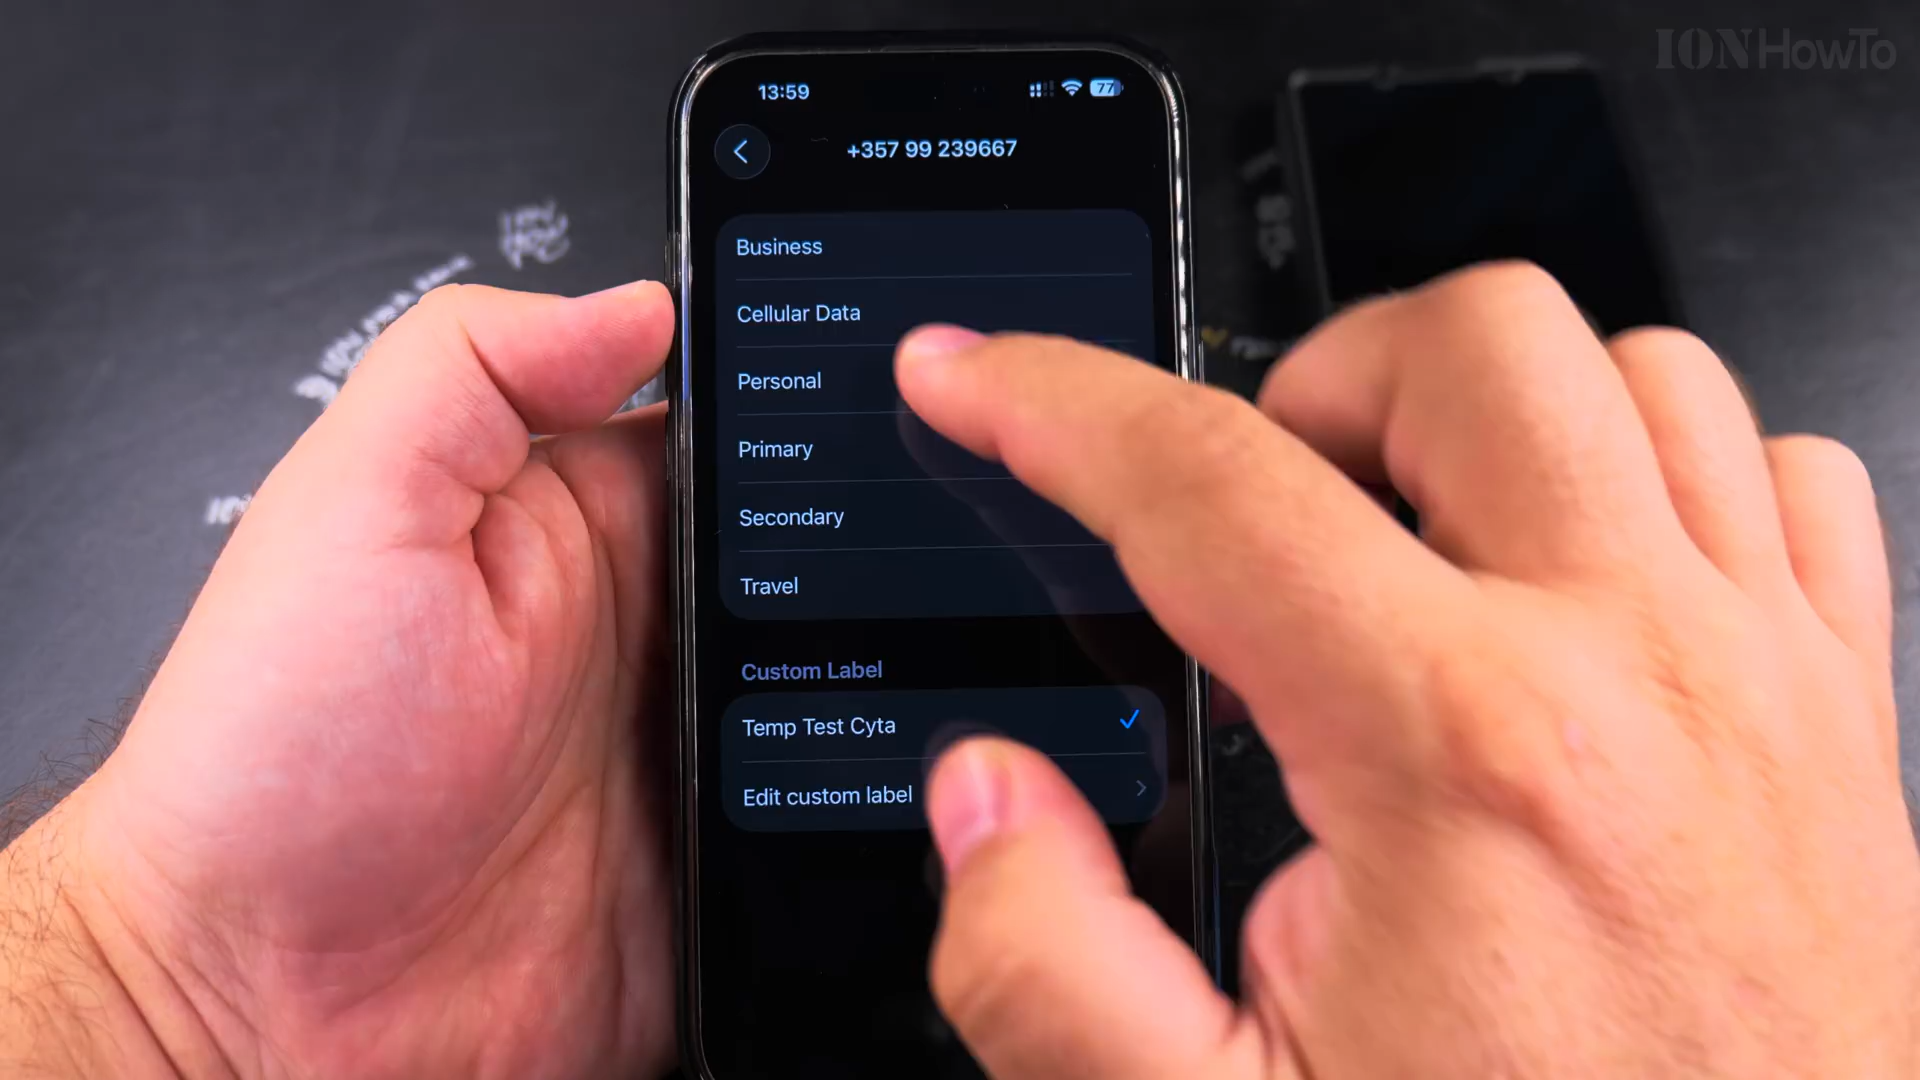 IONHowTo
13:59
77
+357 99 239667
Business
Cellular Data
Personal
Primary
Secondary
Travel
Custom Label
Temp Test Cyta
Edit custom label